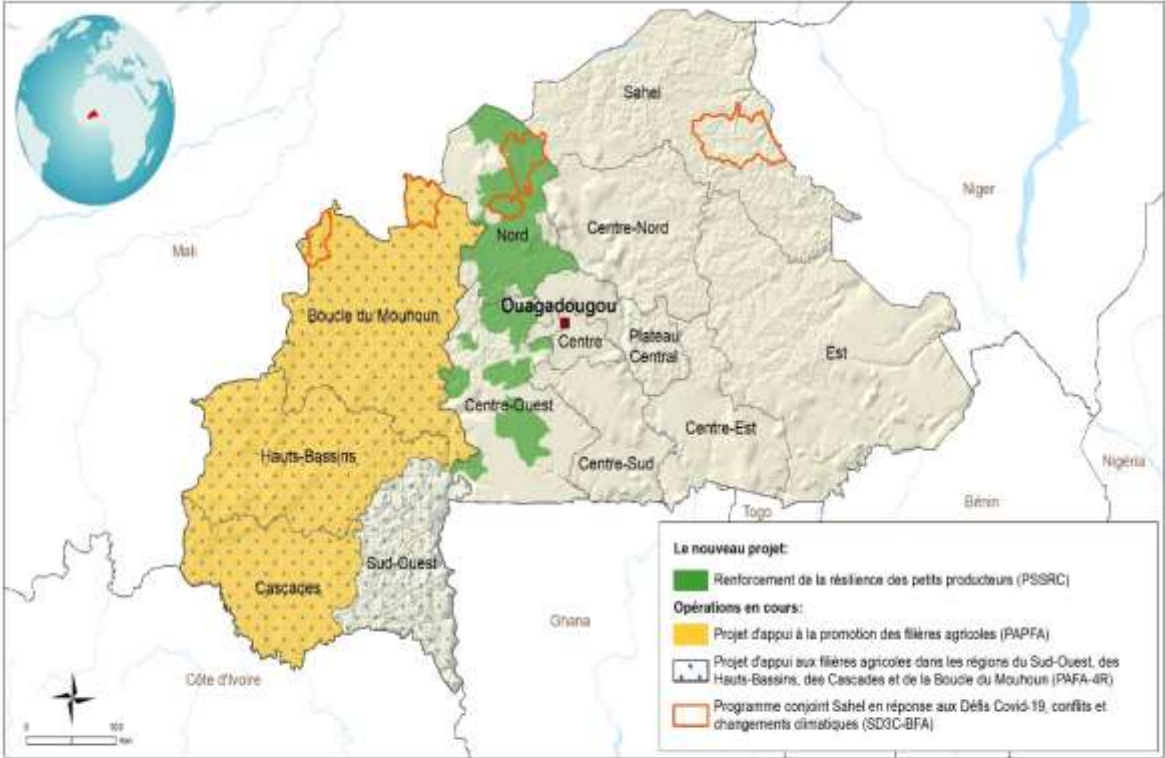 Sahel
Niger
Mali
Nord
Centre-Nord
Boucle du Mouhoun
Ouagadougou
Centre
Plateau
Central
Est
Centre-Ouest
Centre-Est
Hauts-Bassins
Centre-Sud
Nigéria
Bénin
Togo
Sud-Ouest
Cascades
Ghana
Côte d'Ivoire
0 100
Km
Le nouveau projet:
Renforcement de la résilience des petits producteurs (PSSRC)
Opérations en cours:
Projet d'appui à la promotion des filières agricoles (PAPFA)
Projet d'appui aux filières agricoles dans les régions du Sud-Ouest, des
Hauts-Bassins, des Cascades et de la Boucle du Mouhoun (PAFA-4R)
Programme conjoint Sahel en réponse aux Défis Covid-19, conflits et
changements climatiques (SD3C-BFA)